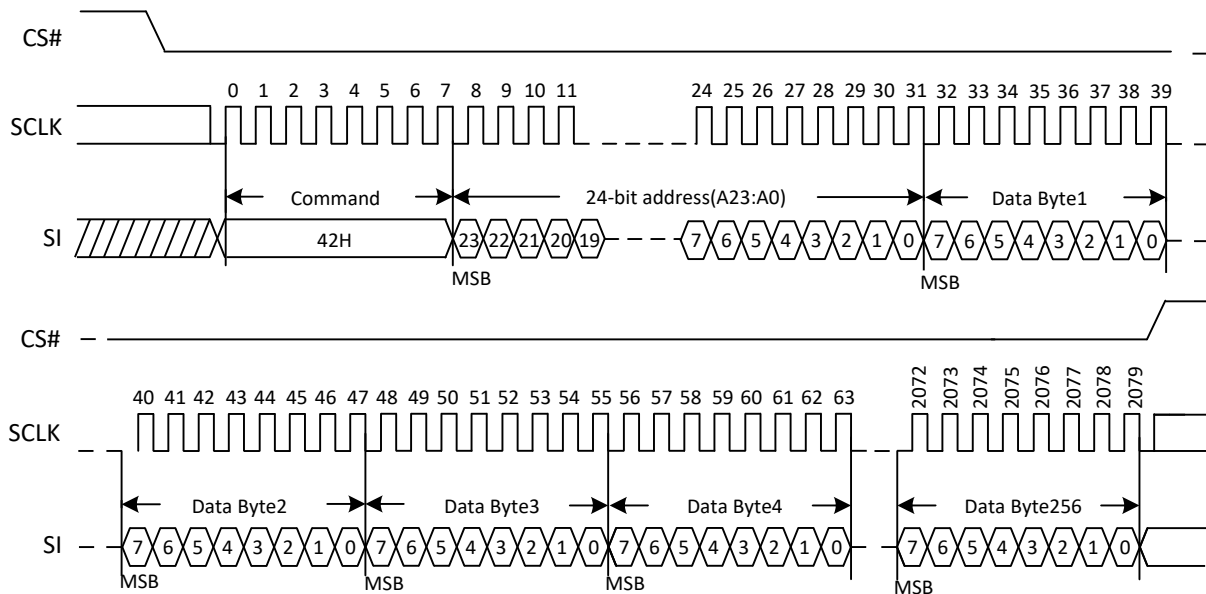 CS#
0 1 2 3 4 5 6 7 8 9 10 11 24 25 26 27 28 29 30 31 32 33 34 35 36 37 38 39
SCLK
Command 24-bit address(A23:A0) Data Byte1
SI 42H 23 22 21 20 19 7 6 5 4 3 2 1 0 7 6 5 4 3 2 1 0
MSB MSB
CS#
40 41 42 43 44 45 46 47 48 49 50 51 52 53 54 55 56 57 58 59 60 61 62 63 2072 2073 2074 2075 2076 2077 2078 2079
SCLK
Data Byte2 Data Byte3 Data Byte4 Data Byte256
SI 7 6 5 4 3 2 1 0 7 6 5 4 3 2 1 0 7 6 5 4 3 2 1 0 7 6 5 4 3 2 1 0
MSB MSB MSB MSB